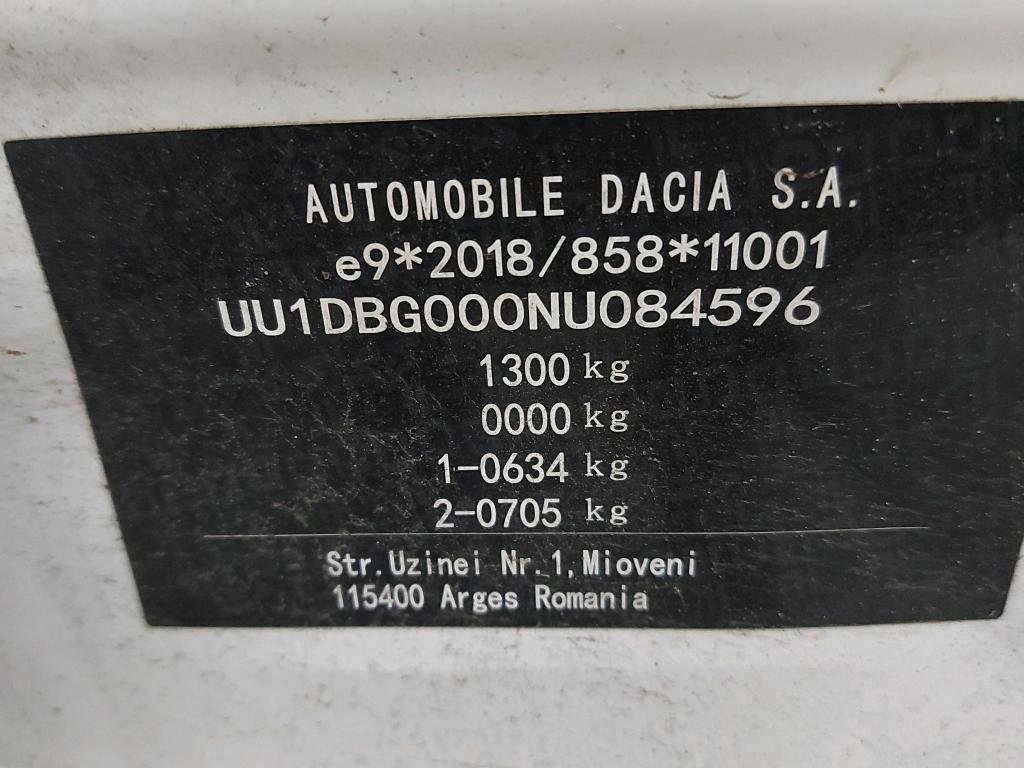 AUTOMOBILE DACIA S.A.
e9*2018/858*11001
UU1DBG000NU084596
1300 kg
0000 kg
1-0634 kg
2-0705 kg
Str.Uzinei Nr.1,Mioveni
115400 Arges Romania